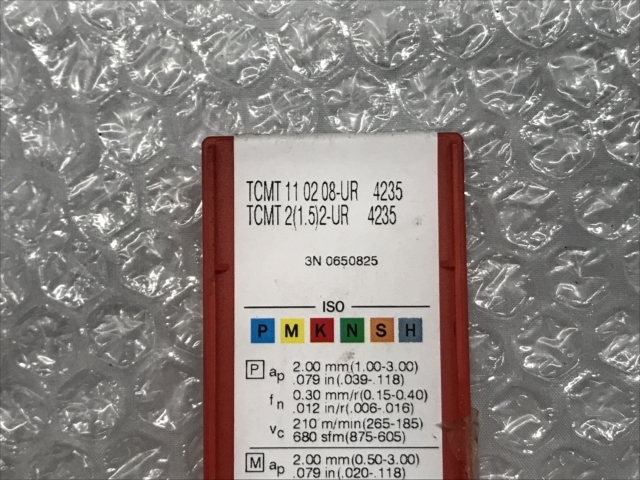 TCMT 11 02 08-UR 4235
TCMT 2(1.5)2-UR 4235
3N 0650825
ISO
P M K N S H
P ap 2.00 mm(1.00-3.00)
.079 in(.039-.118)
fn 0.30 mm/r(0.15-0.40)
.012 in/r(.006-.016)
vc 210 m/min(265-185)
680 sfm(875-605)
M ap 2.00 mm(0.50-3.00)
.079 in(.020-.118)